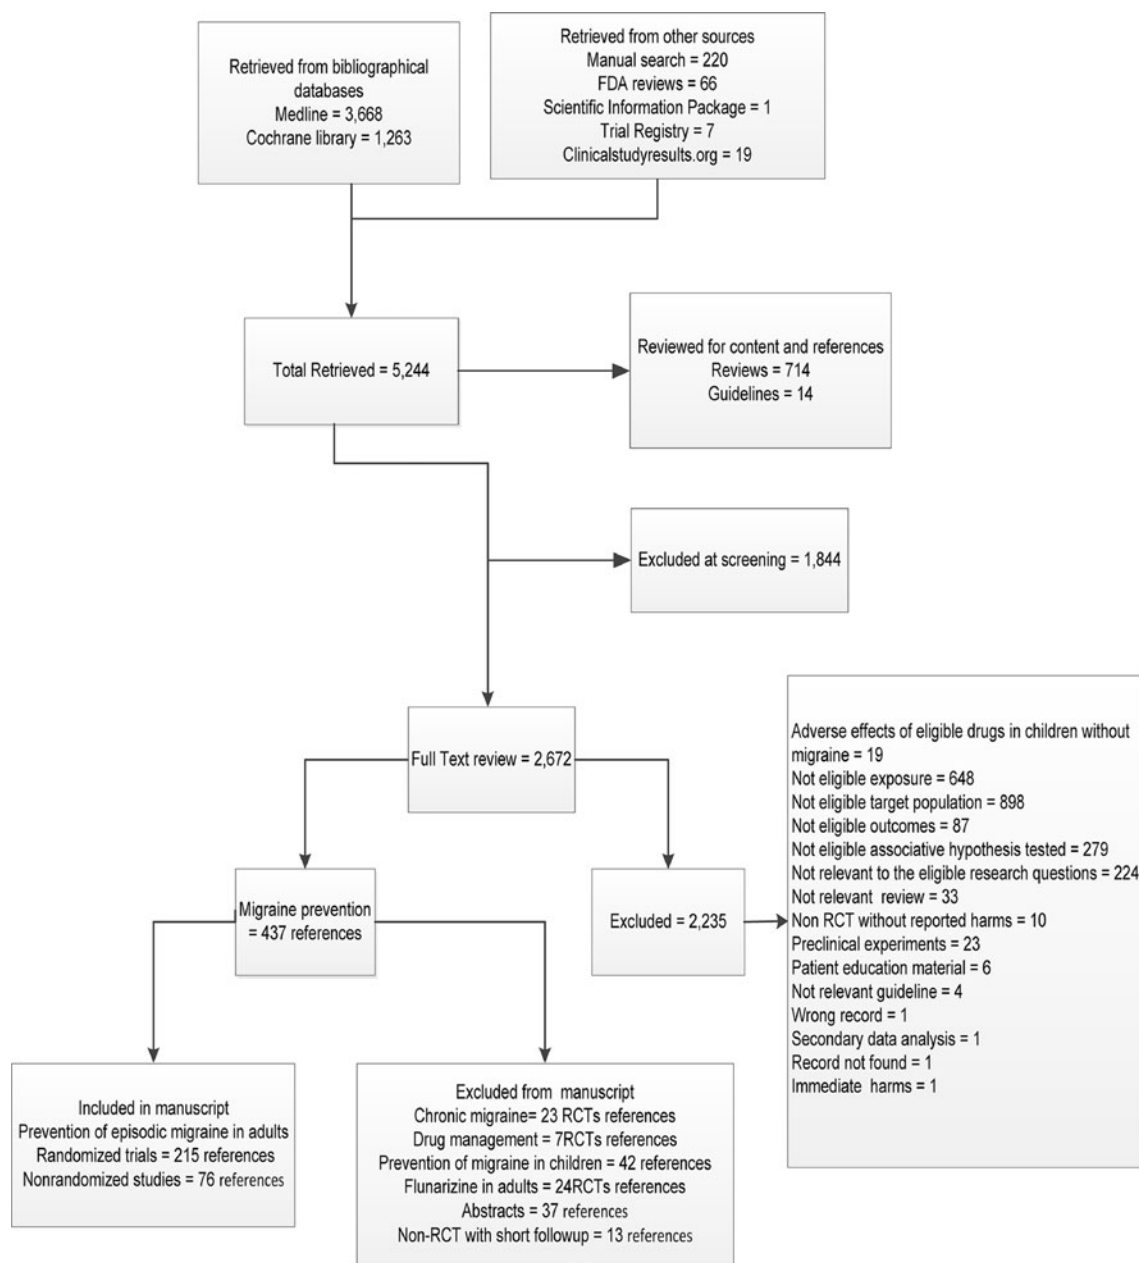 Retrieved from bibliographical
databases
Medline = 3,668
Cochrane library = 1,263
Retrieved from other sources
Manual search = 220
FDA reviews = 66
Scientific Information Package = 1
Trial Registry = 7
Clinicalstudyresults.org = 19
Total Retrieved = 5,244
Reviewed for content and references
Reviews = 714
Guidelines = 14
Excluded at screening = 1,844
Full Text review = 2,672
Migraine prevention
= 437 references
Excluded = 2,235
Adverse effects of eligible drugs in children without
migraine = 19
Not eligible exposure = 648
Not eligible target population = 898
Not eligible outcomes = 87
Not eligible associative hypothesis tested = 279
Not relevant to the eligible research questions = 224
Not relevant review = 33
Non RCT without reported harms = 10
Preclinical experiments = 23
Patient education material = 6
Not relevant guideline = 4
Wrong record = 1
Secondary data analysis = 1
Record not found = 1
Immediate harms = 1
Included in manuscript
Prevention of episodic migraine in adults
Randomized trials = 215 references
Nonrandomized studies = 76 references
Excluded from manuscript
Chronic migraine= 23 RCTs references
Drug management = 7RCTs references
Prevention of migraine in children = 42 references
Flunarizine in adults = 24RCTs references
Abstracts = 37 references
Non-RCT with short followup = 13 references